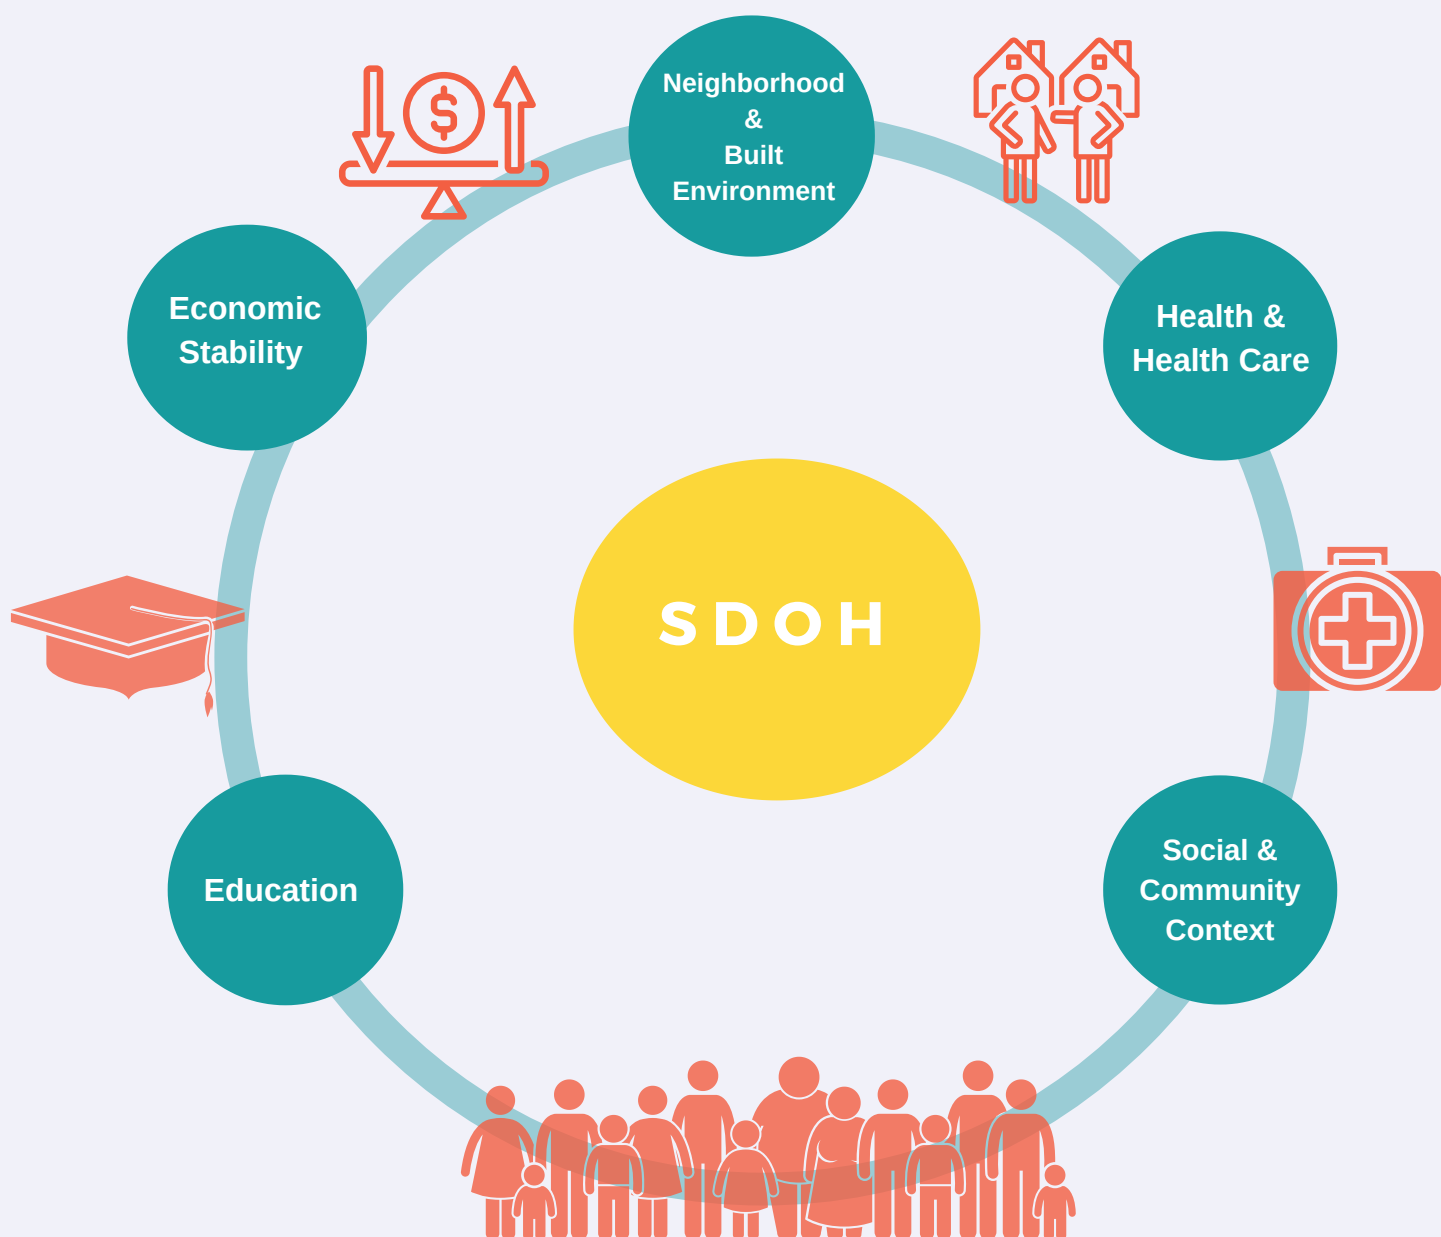 Neighborhood
&
Built
Environment
$
Economic
Stability
Health &
Health Care
SDOH
Education
Social &
Community
Context